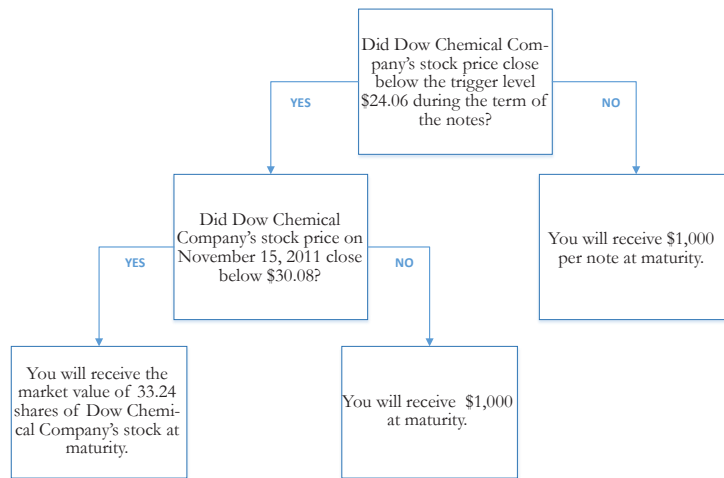 Did Dow Chemical Com-
pany's stock price close
below the trigger level
$24.06 during the term of
the notes?
YES
NO
Did Dow Chemical
Company's stock price on
November 15, 2011 close
below $30.08?
You will receive $1,000
per note at maturity.
YES
NO
You will receive the
market value of 33.24
shares of Dow Chemi-
cal Company's stock at
maturity.
You will receive $1,000
at maturity.